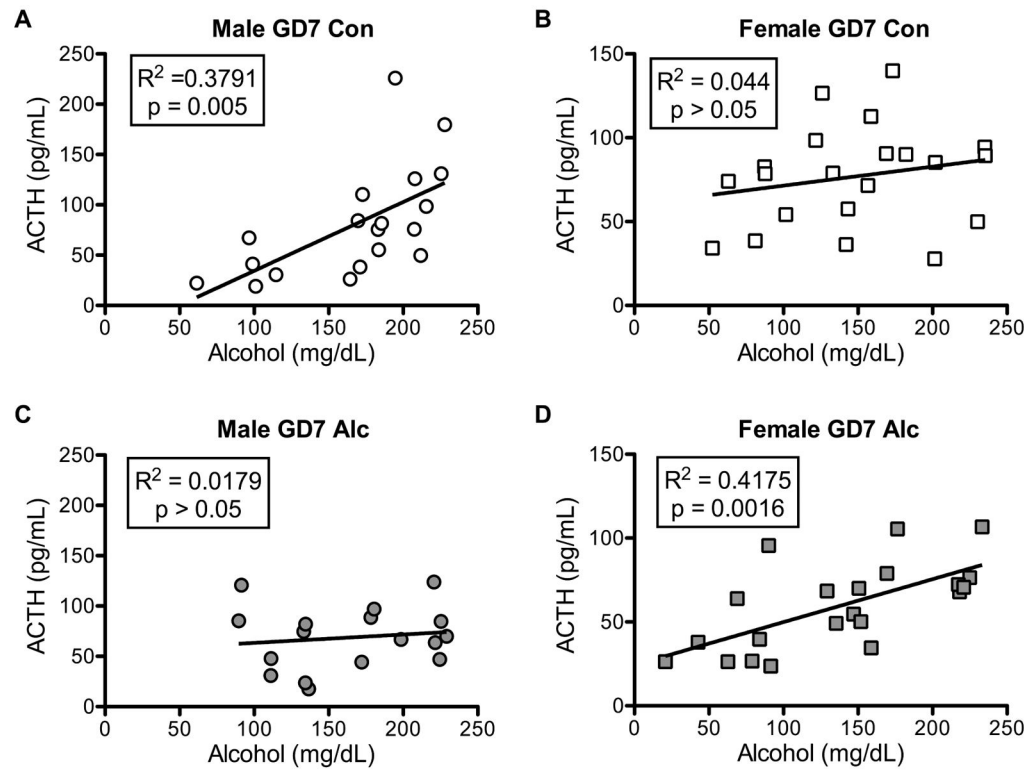 A
Male GD7 Con
R² =0.3791
p = 0.005
ACTH (pg/mL)
250
200
150
100
50
0
0 50 100 150 200 250
Alcohol (mg/dL)
B
Female GD7 Con
R² = 0.044
p > 0.05
ACTH (pg/mL)
150
100
50
0
0 50 100 150 200 250
Alcohol (mg/dL)
C
Male GD7 Alc
R² = 0.0179
p > 0.05
ACTH (pg/mL)
250
200
150
100
50
0
0 50 100 150 200 250
Alcohol (mg/dL)
D
Female GD7 Alc
R² = 0.4175
p = 0.0016
ACTH (pg/mL)
150
100
50
0
0 50 100 150 200 250
Alcohol (mg/dL)